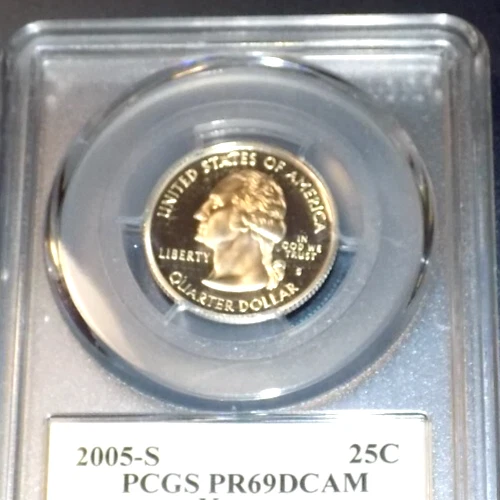 UNITED STATES OF AMERICA
LIBERTY
IN
GOD WE
TRUST
S
QUARTER DOLLAR
2005-S 25C
PCGS PR69DCAM